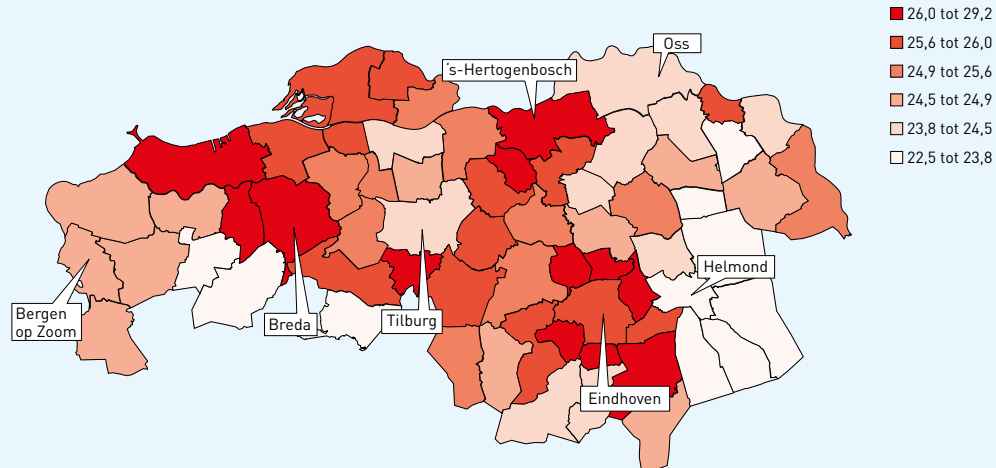 26,0 tot 29,2
25,6 tot 26,0
24,9 tot 25,6
24,5 tot 24,9
23,8 tot 24,5
22,5 tot 23,8
Oss
's-Hertogenbosch
Helmond
Bergen
op Zoom
Breda
Tilburg
Eindhoven